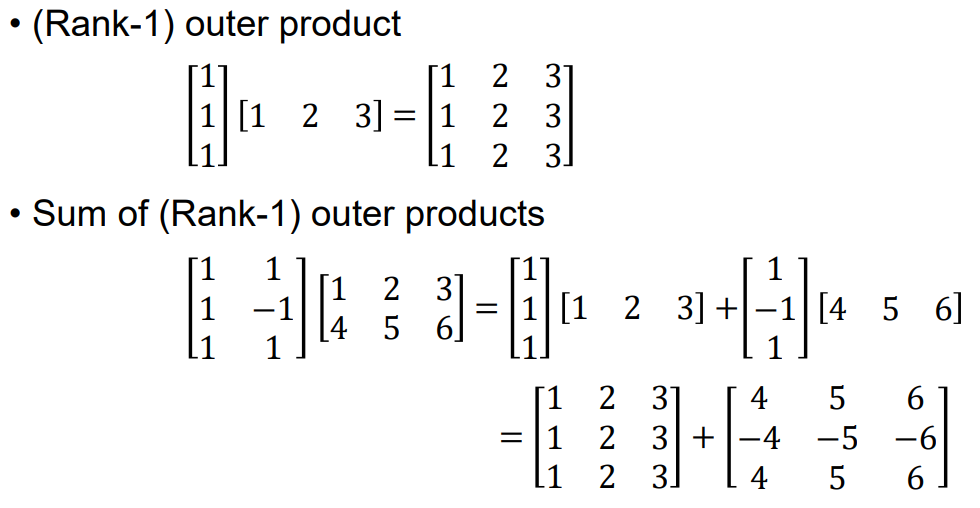 • (Rank-1) outer product
[1; 1; 1] [1 2 3] = [1 2 3; 1 2 3; 1 2 3]
• Sum of (Rank-1) outer products
[1 1; 1 −1; 1 1] [1 2 3; 4 5 6] = [1; 1; 1] [1 2 3] + [1; −1; 1] [4 5 6]
= [1 2 3; 1 2 3; 1 2 3] + [4 5 6; −4 −5 −6; 4 5 6]